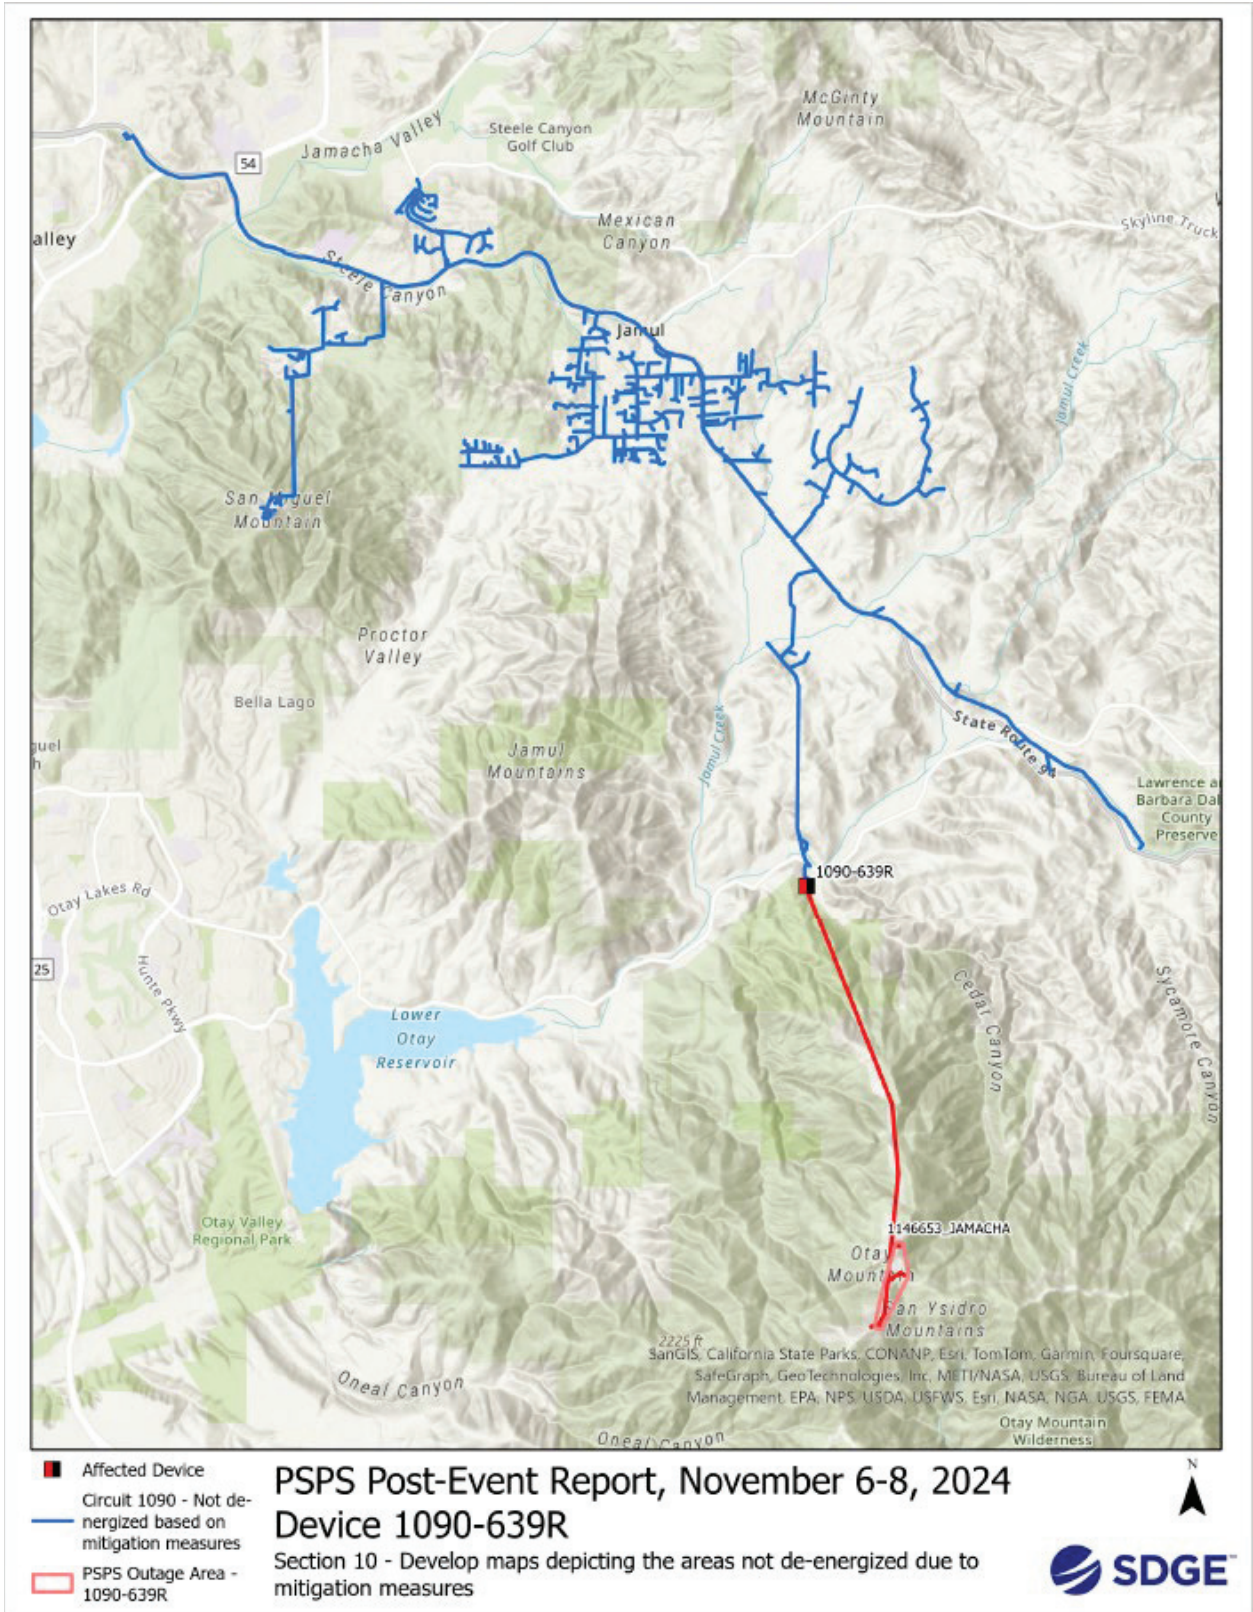 McGinty
Mountain
Steele Canyon
Golf Club
Jamacha Valley
54
Mexican
Canyon
Skyline Truck
alley
Steele Canyon
Jamul
Jamul Creek
San Miguel
Mountain
Proctor
Valley
Bella Lago
guel
h
Jamul
Mountains
Jamul Creek
State Route 94
Lawrence a
Barbara Dal
County
Preserve
1090-639R
Otay Lakes Rd
25
Hunte Pkwy
Cedar Canyon
Sycamore Canyon
Lower
Otay
Reservoir
Otay Valley
Regional Park
1146653_JAMACHA
Otay
Mountain
San Ysidro
Mountains
2225 ft
SanGIS, California State Parks, CONANP, Esri, TomTom, Garmin, Foursquare,
SafeGraph, GeoTechnologies, Inc, METI/NASA, USGS, Bureau of Land
Management, EPA, NPS, USDA, USFWS, Esri, NASA, NGA, USGS, FEMA
Oneal Canyon
Oneal Canyon
Otay Mountain
Wilderness
Affected Device
Circuit 1090 - Not de-
nergized based on
mitigation measures
PSPS Outage Area -
1090-639R
PSPS Post-Event Report, November 6-8, 2024
Device 1090-639R
Section 10 - Develop maps depicting the areas not de-energized due to
mitigation measures
N
SDGE